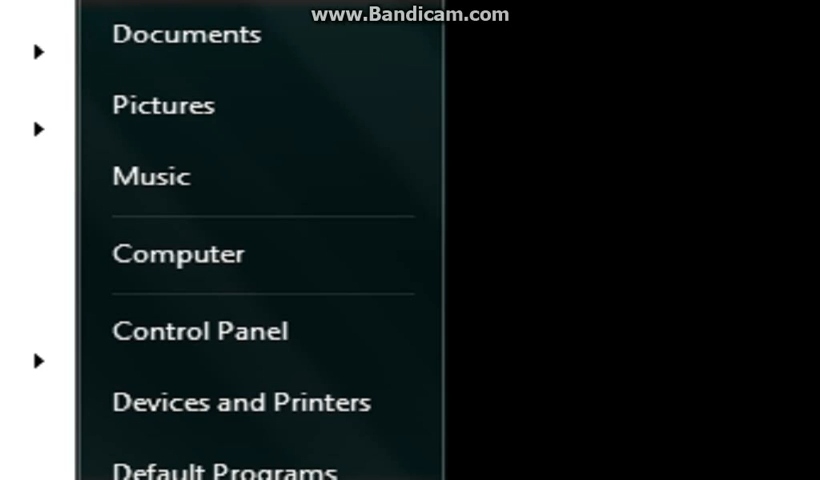 www.Bandicam.com
Documents
Pictures
Music
Computer
Control Panel
Devices and Printers
Default Programs